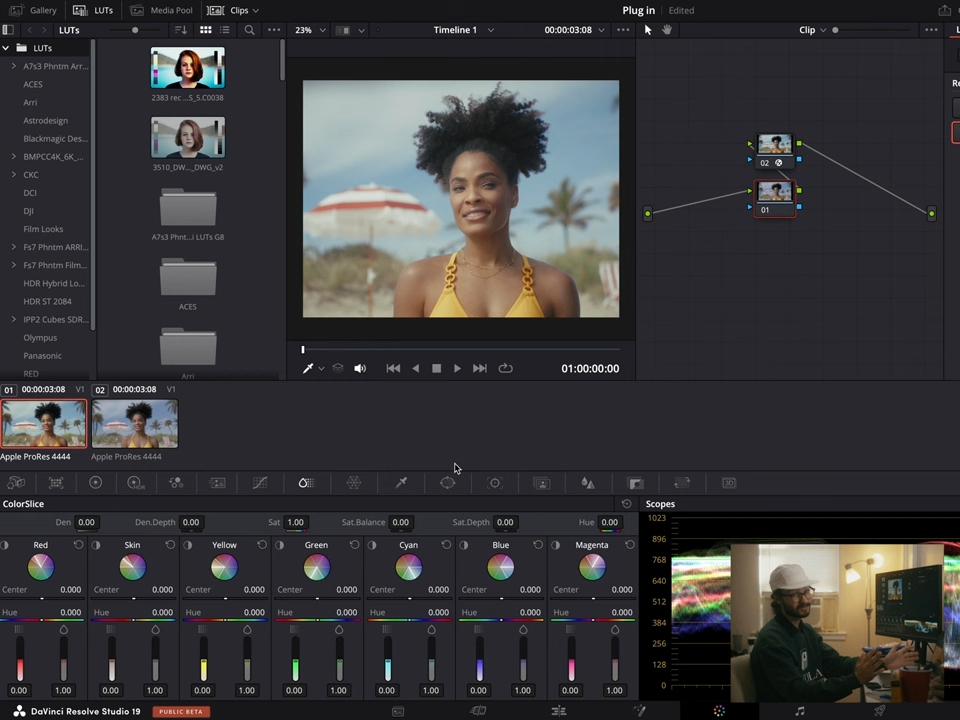 Gallery LUTs Media Pool Clips Plug in Edited
LUTs 23% Timeline 1 00:00:03:08 Clip
LUTs
A7s3 Phntm Arr...
ACES
Arri
Astrodesign
Blackmagic Des...
BMPCC4K_6K_...
CKC
DCI
DJI
Film Looks
Fs7 Phntm ARRI...
Fs7 Phntm Film...
HDR Hybrid Lo...
HDR ST 2084
IPP2 Cubes SDR...
Olympus
Panasonic
RED
2383 rec ...S_5.C0038
3510_DW..._DWG_v2
A7s3 Phnt...i LUTs G8
ACES
Arri
01:00:00:00
02
01
01 00:00:03:08 V1 02 00:00:03:08 V1
Apple ProRes 4444 Apple ProRes 4444
ColorSlice
Den 0.00 Den.Depth 0.00 Sat 1.00 Sat.Balance 0.00 Sat.Depth 0.00 Hue 0.00
Red Skin Yellow Green Cyan Blue Magenta
Center 0.000 Center 0.000 Center 0.000 Center 0.000 Center 0.000 Center 0.000 Center 0.000
Hue 0.000 Hue 0.000 Hue 0.000 Hue 0.000 Hue 0.000 Hue 0.000 Hue 0.000
0.00 1.00 0.00 1.00 0.00 1.00 0.00 1.00 0.00 1.00 0.00 1.00 0.00 1.00
Scopes
1023
896
768
640
512
384
256
128
0
DaVinci Resolve Studio 19 PUBLIC BETA